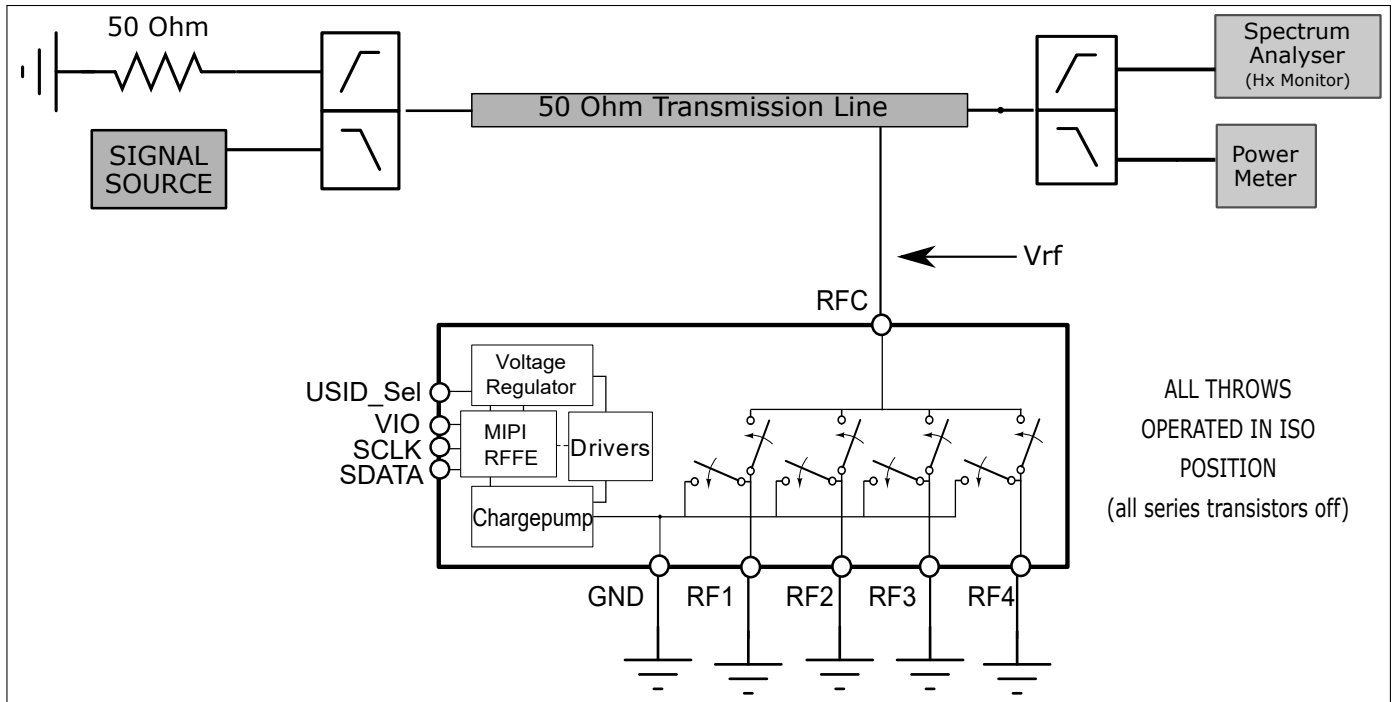 50 Ohm
SIGNAL
SOURCE
50 Ohm Transmission Line
Spectrum
Analyser
(Hx Monitor)
Power
Meter
Vrf
RFC
USID_Sel
VIO
SCLK
SDATA
Voltage
Regulator
MIPI
RFFE
Drivers
Chargepump
ALL THROWS
OPERATED IN ISO
POSITION
(all series transistors off)
GND
RF1
RF2
RF3
RF4